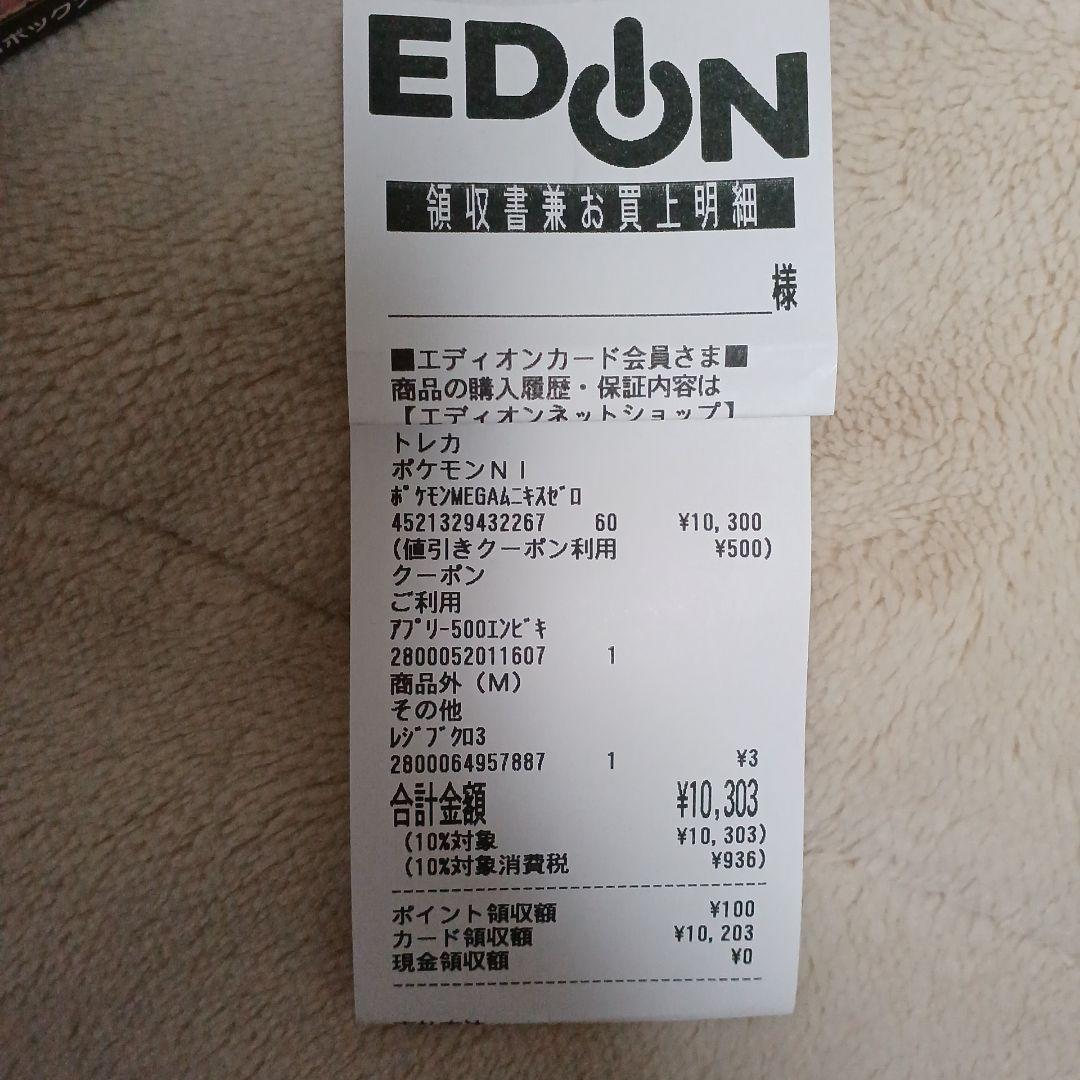 ボックス
EDION
領収書兼お買上明細
様
■エディオンカード会員さま■
商品の購入履歴・保証内容は
【エディオンネットショップ】
トレカ
ポケモンNI
ポケモンMEGAムニキスゼロ
4521329432267 60 ¥10,300
(値引きクーポン利用 ¥500)
クーポン
ご利用
アプリ-500エンビキ
2800052011607 1
商品外(M)
その他
レジブクロ3
2800064957887 1 ¥3
合計金額 ¥10,303
(10%対象 ¥10,303)
(10%対象消費税 ¥936)
ポイント領収額 ¥100
カード領収額 ¥10,203
現金領収額 ¥0